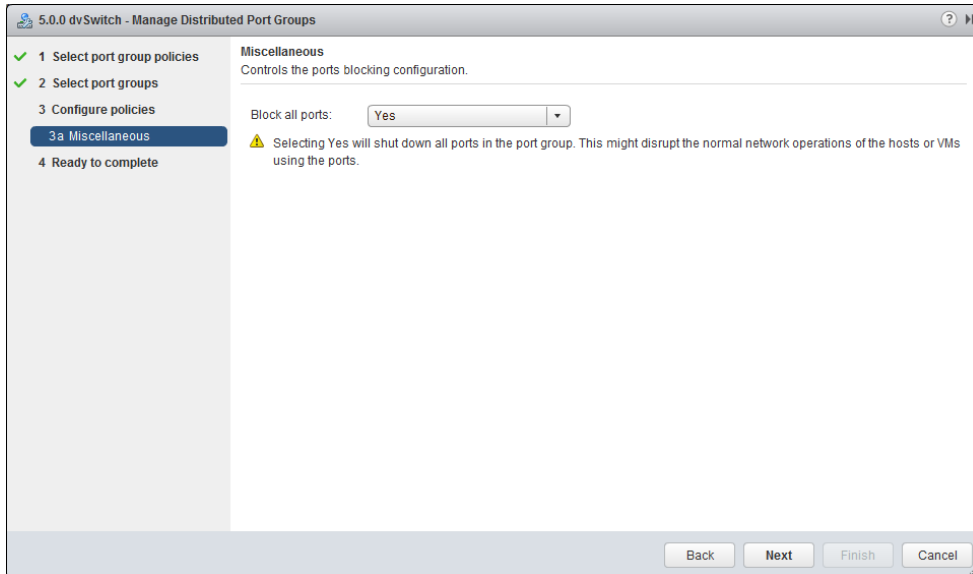 5.0.0 dvSwitch - Manage Distributed Port Groups
?
1 Select port group policies
2 Select port groups
3 Configure policies
3a Miscellaneous
4 Ready to complete
Miscellaneous
Controls the ports blocking configuration.
Block all ports: Yes
Selecting Yes will shut down all ports in the port group. This might disrupt the normal network operations of the hosts or VMs
using the ports.
Back Next Finish Cancel